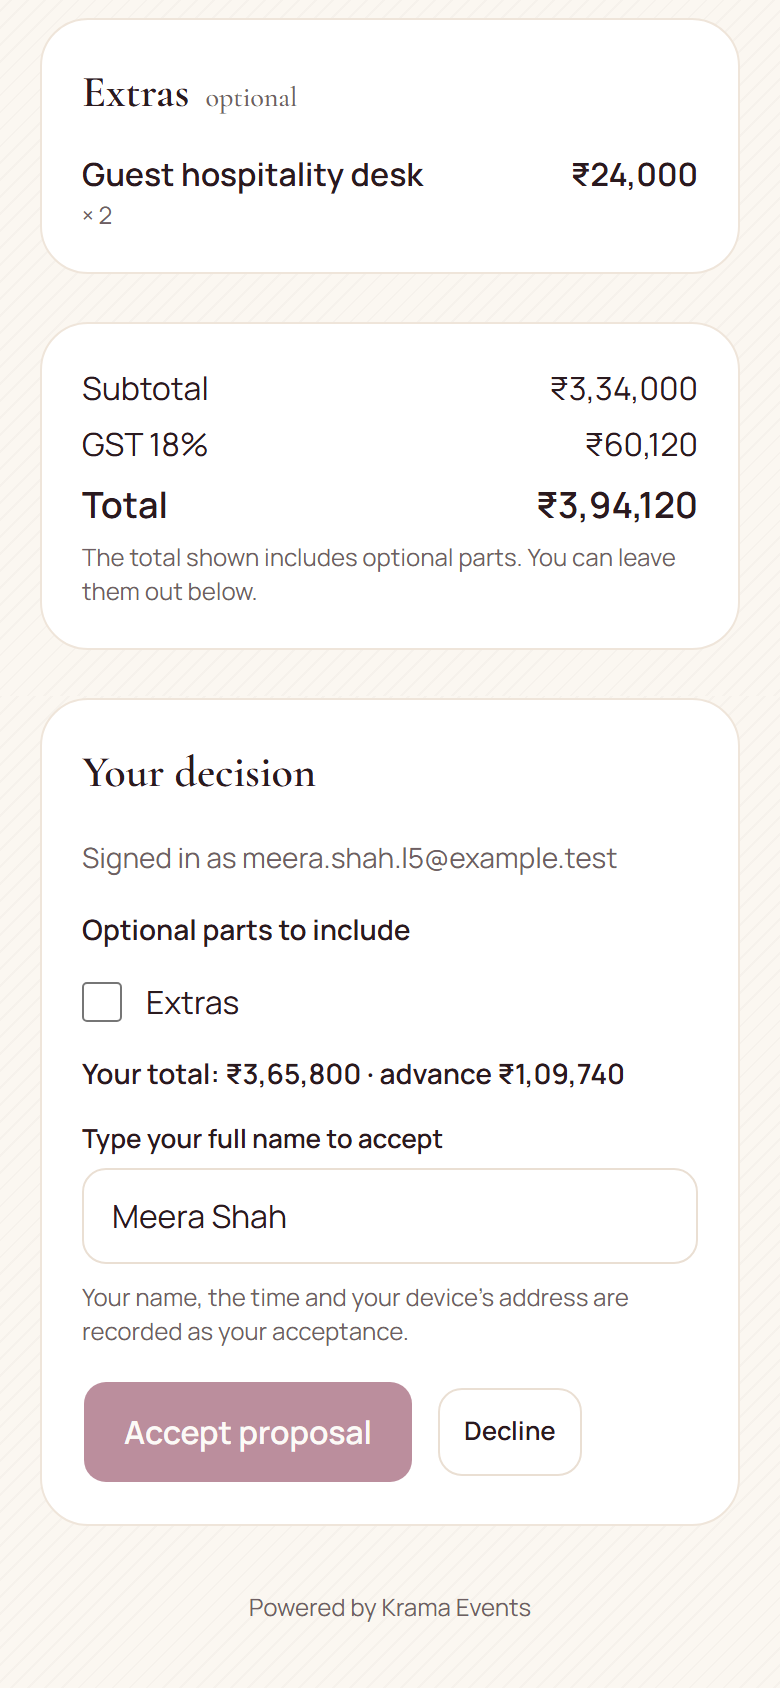 Extras optional
Guest hospitality desk ₹24,000
× 2
Subtotal ₹3,34,000
GST 18% ₹60,120
Total ₹3,94,120
The total shown includes optional parts. You can leave
them out below.
Your decision
Signed in as meera.shah.l5@example.test
Optional parts to include
Extras
Your total: ₹3,65,800 · advance ₹1,09,740
Type your full name to accept
Meera Shah
Your name, the time and your device’s address are
recorded as your acceptance.
Accept proposal Decline
Powered by Krama Events